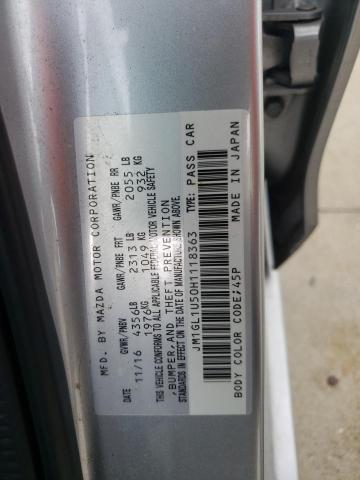 MFD. BY MAZDA MOTOR CORPORATION
GVWR/PNBV GAWR/PNBE FRT GAWR/PNBE RR
11/16 4356LB 2313 LB 2055 LB
1976KG 1049 KG 932 KG
CONFORMS TO ALL APPLICABLE FEDERAL MOTOR VEHICLE SAFETY
, BUMPER, AND THEFT PREVENTION
STANDARDS IN EFFECT ON THE DATE OF MANUFACTURE SHOWN ABOVE.
JM1GL1U50H1118363 TYPE: PASS CAR
BODY COLOR CODE: 45P MADE IN JAPAN